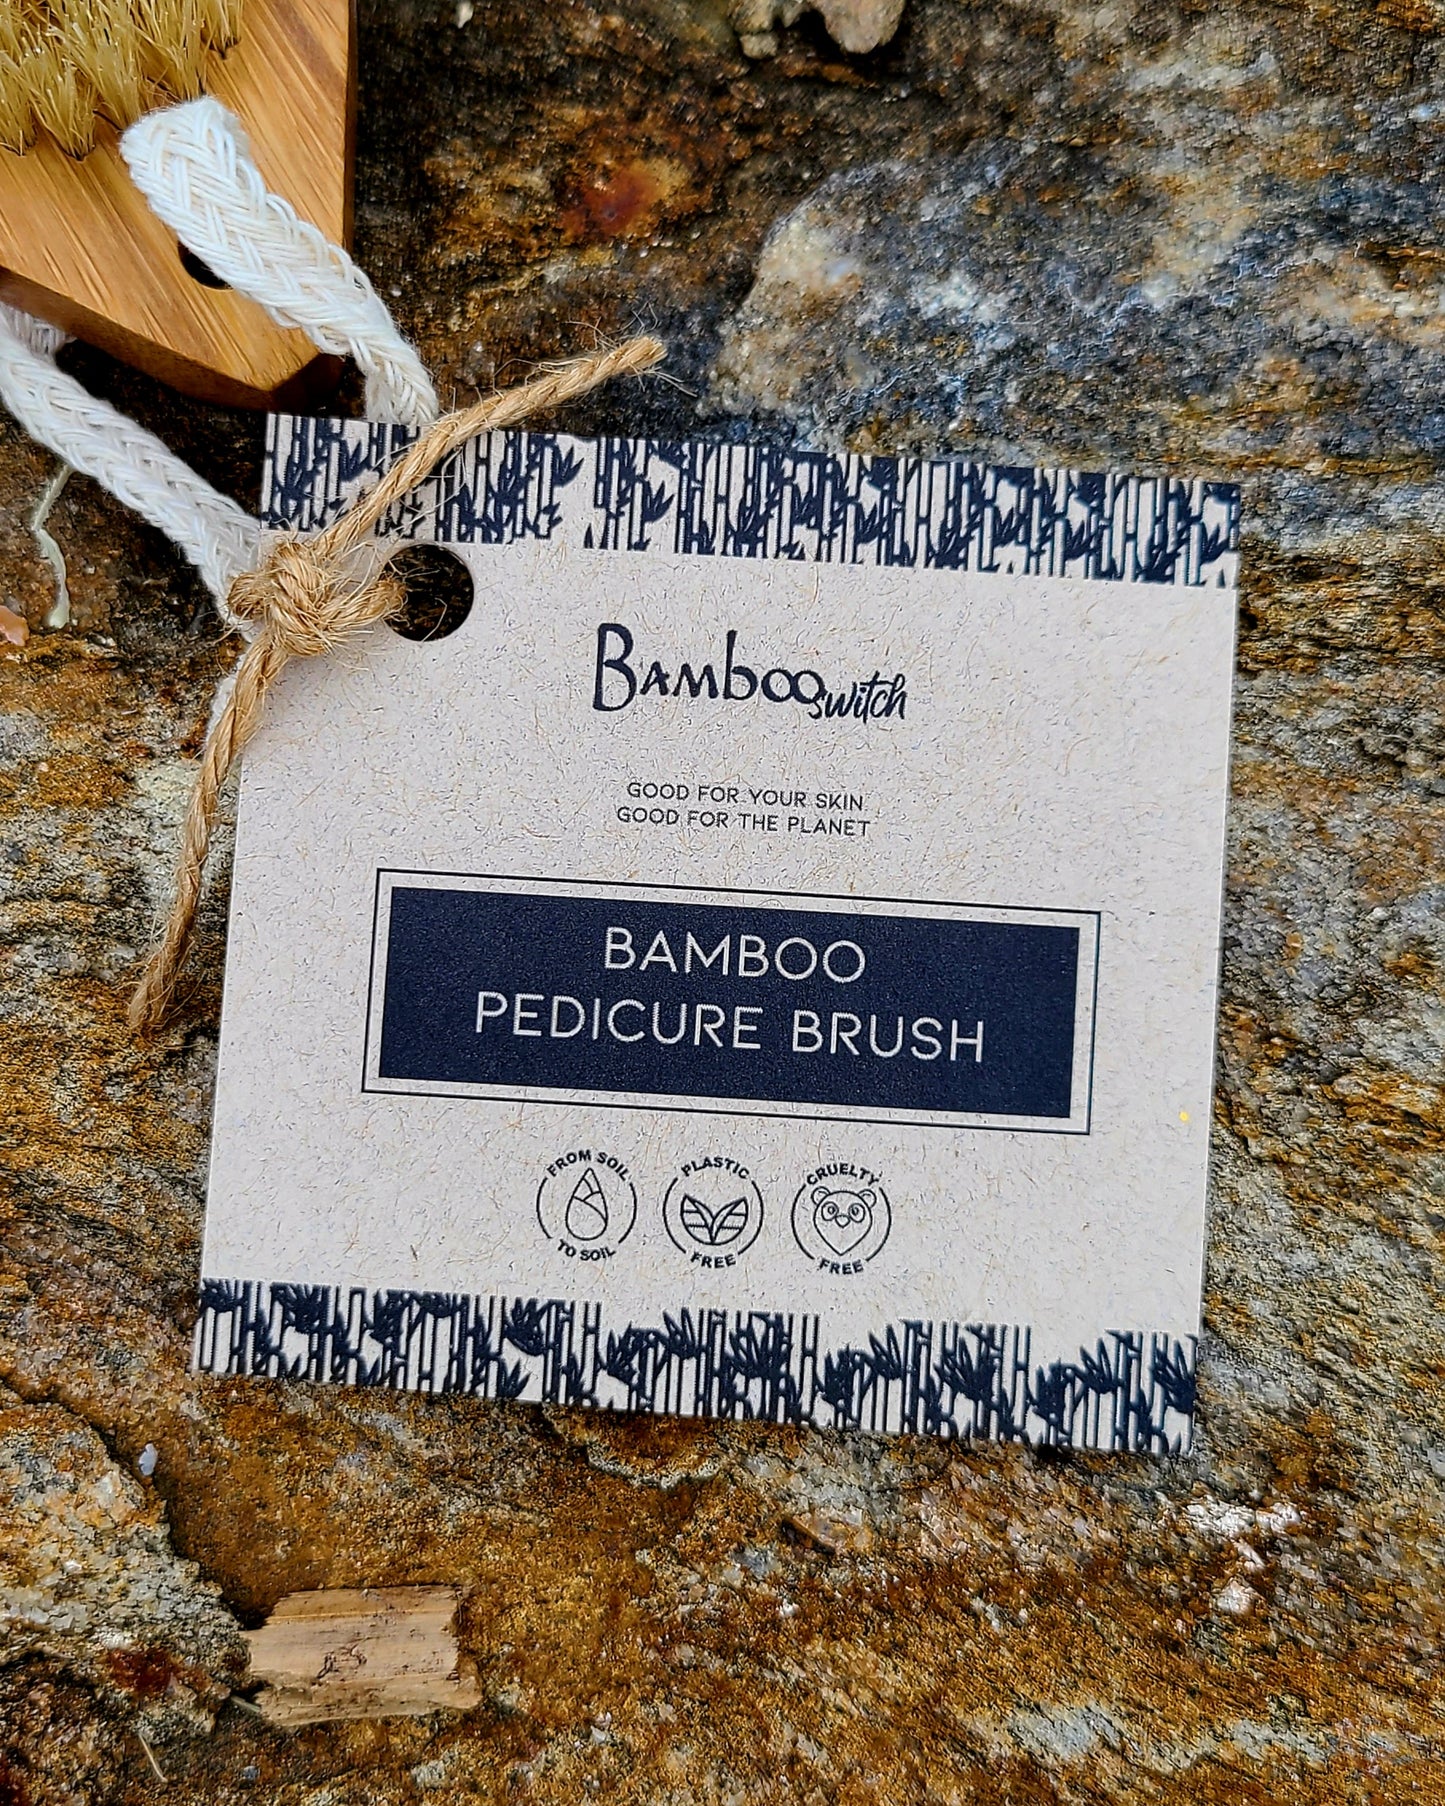 Bamboo switch
GOOD FOR YOUR SKIN
GOOD FOR THE PLANET
BAMBOO
PEDICURE BRUSH
FROM SOIL
TO SOIL
PLASTIC
FREE
CRUELTY
FREE